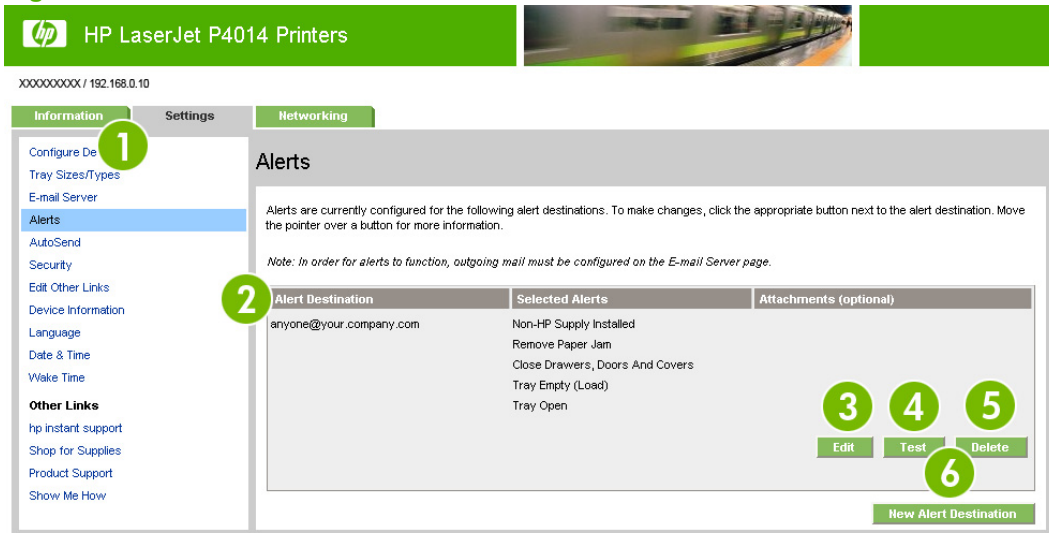 hp HP LaserJet P4014 Printers
XXXXXXXXX / 192.168.0.10
Information Settings Networking
1
Configure De
Tray Sizes/Types
E-mail Server
Alerts
AutoSend
Security
Edit Other Links
Device Information
Language
Date & Time
Wake Time
Other Links
hp instant support
Shop for Supplies
Product Support
Show Me How
Alerts
Alerts are currently configured for the following alert destinations. To make changes, click the appropriate button next to the alert destination. Move
the pointer over a button for more information.
Note: In order for alerts to function, outgoing mail must be configured on the E-mail Server page.
2
Alert Destination Selected Alerts Attachments (optional)
anyone@your.company.com Non-HP Supply Installed
Remove Paper Jam
Close Drawers, Doors And Covers
Tray Empty (Load)
Tray Open
3 4 5
Edit Test Delete
6
New Alert Destination